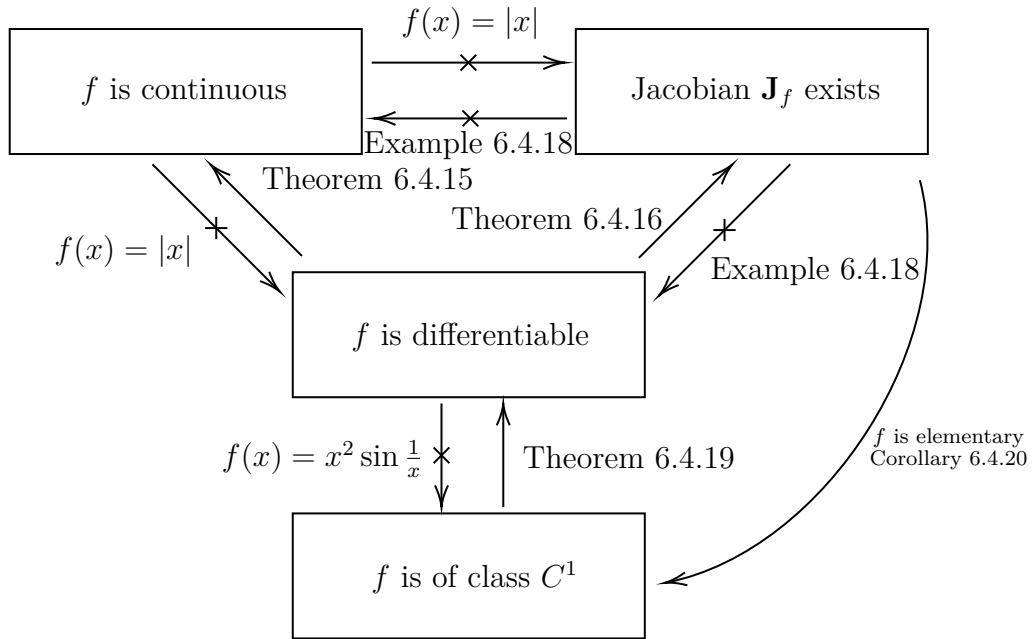 f(x) = |x|
f is continuous
Jacobian J_f exists
Example 6.4.18
Theorem 6.4.15
Theorem 6.4.16
f(x) = |x|
Example 6.4.18
f is differentiable
f is elementary
Corollary 6.4.20
f(x) = x² sin 1/x
Theorem 6.4.19
f is of class C¹